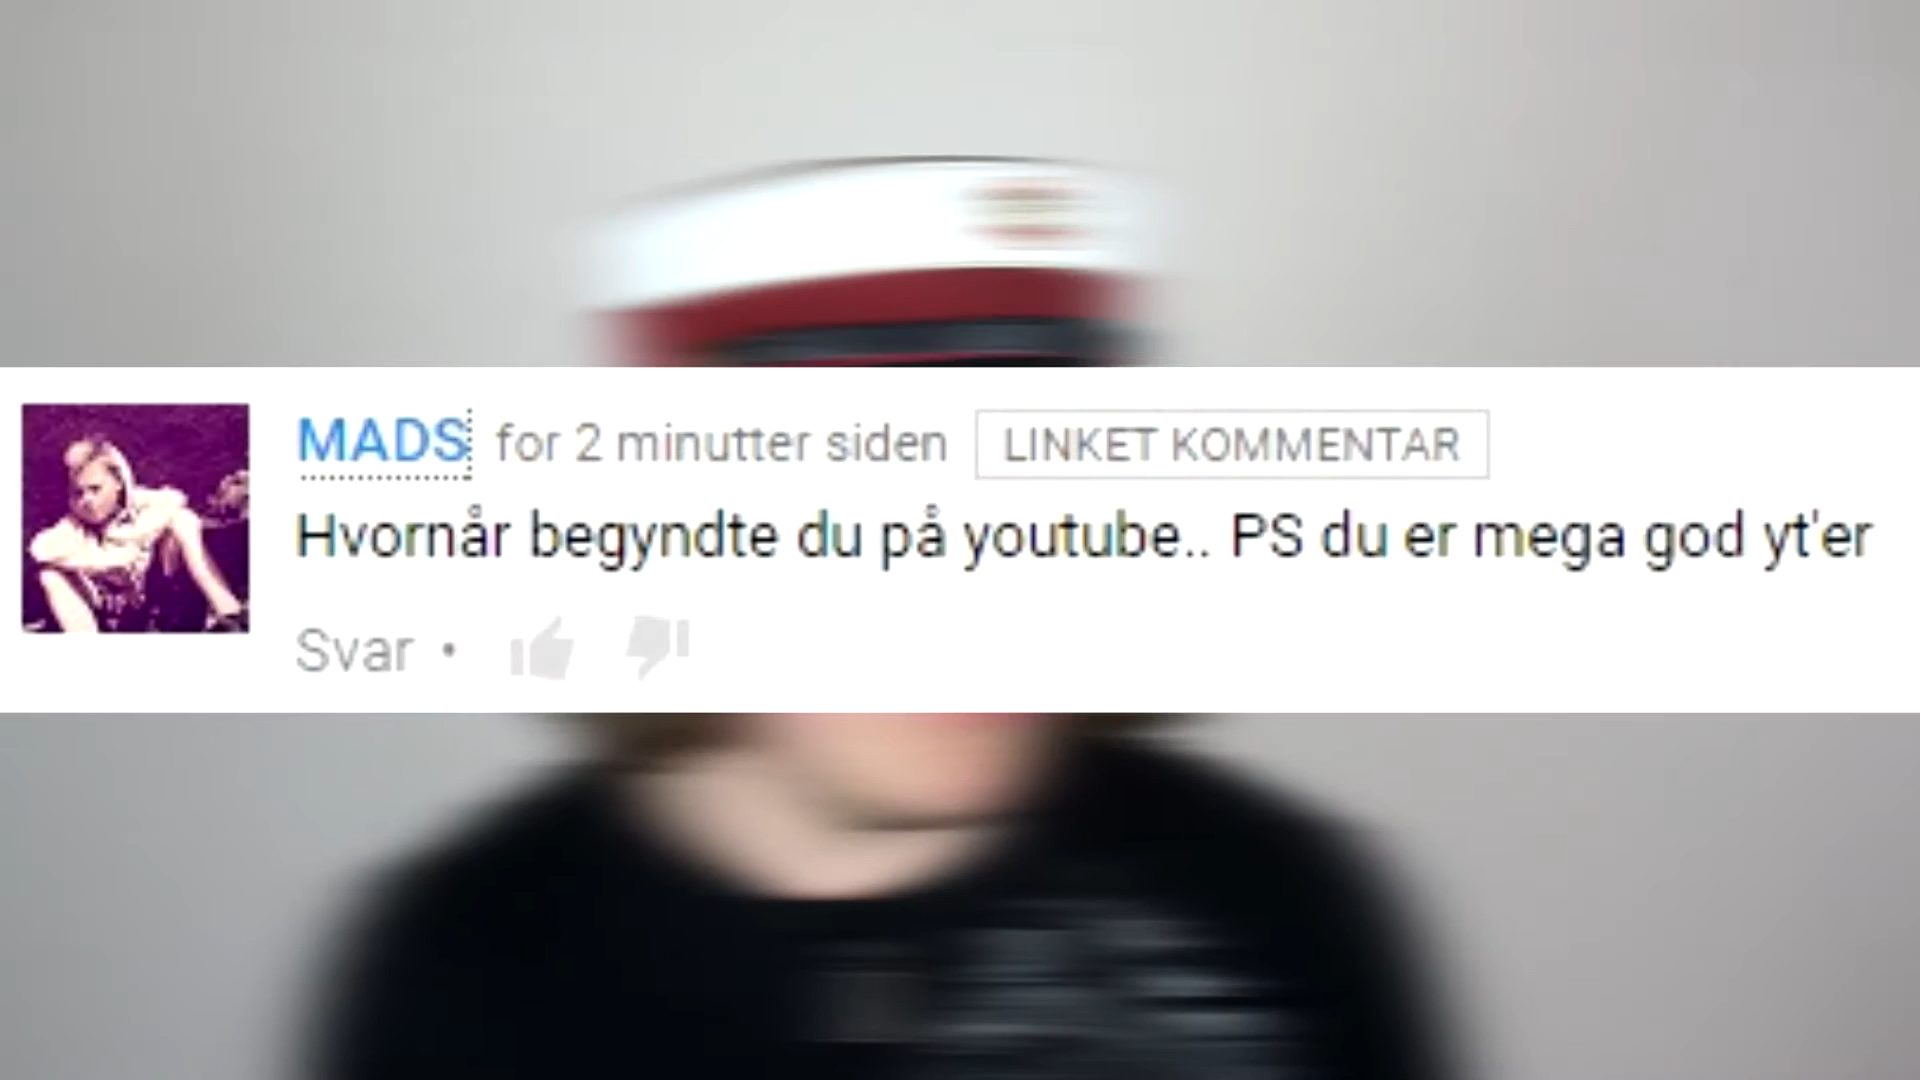 MADS for 2 minutter siden LINKET KOMMENTAR
Hvornår begyndte du på youtube.. PS du er mega god yt'er
Svar •